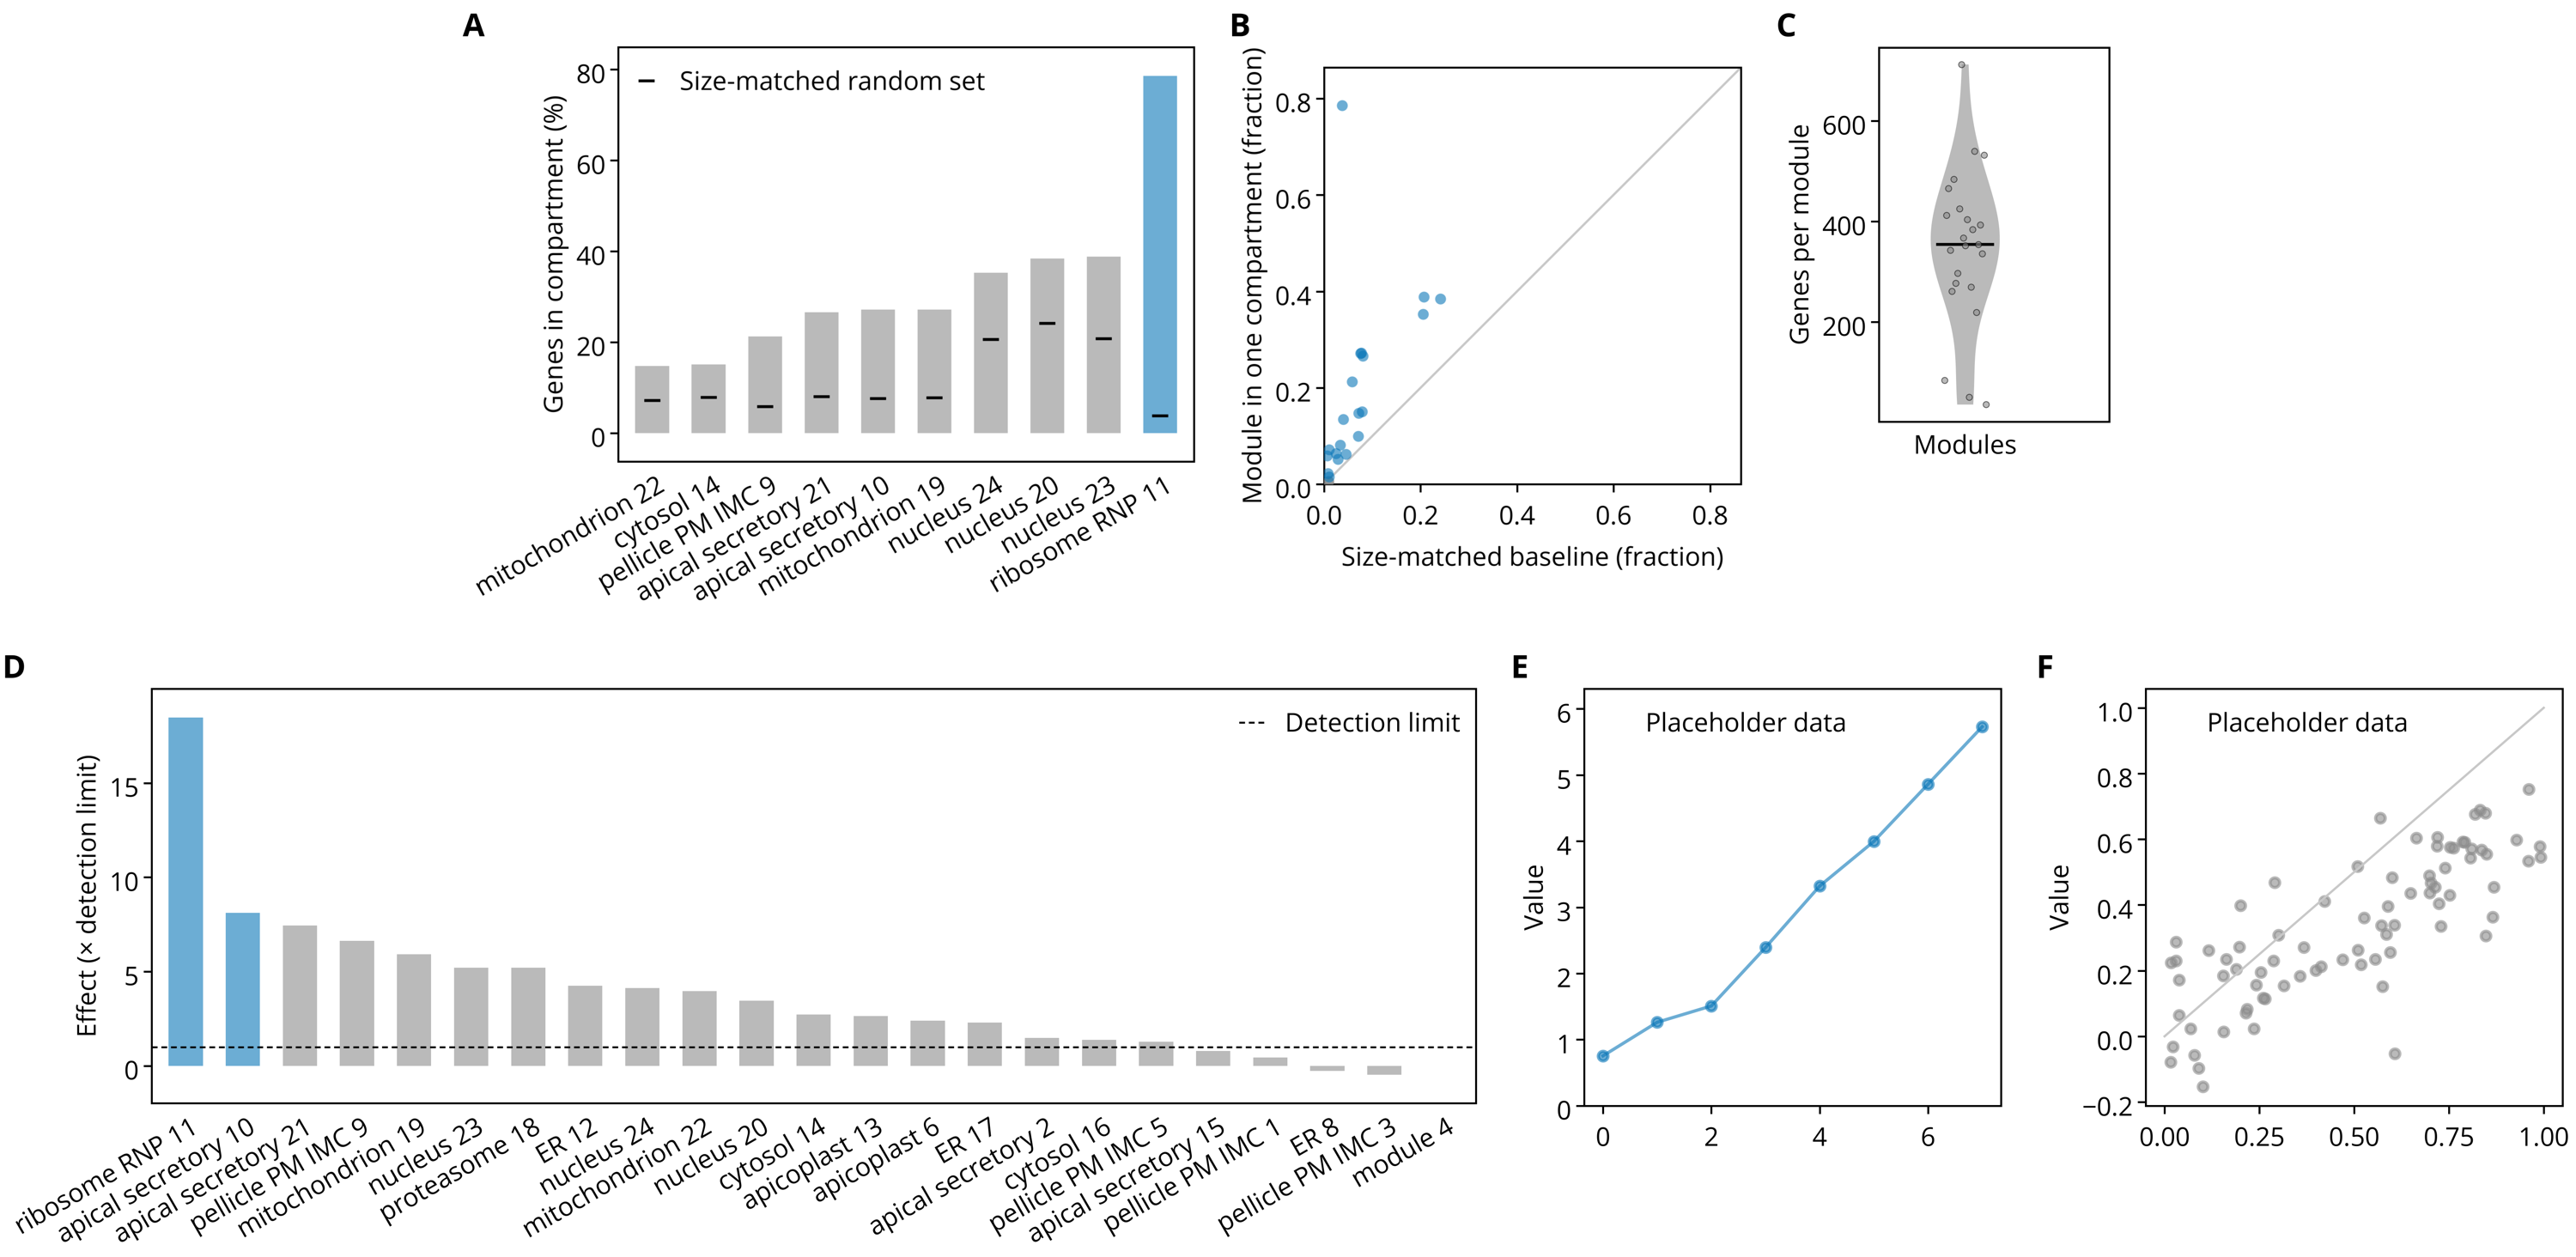 A
Genes in compartment (%)
80
60
40
20
0
Size-matched random set
mitochondrion 22
cytosol 14
pellicle PM IMC 9
apical secretory 21
apical secretory 10
mitochondrion 19
nucleus 24
nucleus 20
nucleus 23
ribosome RNP 11
B
Module in one compartment (fraction)
0.8
0.6
0.4
0.2
0.0
0.0
0.2
0.4
0.6
0.8
Size-matched baseline (fraction)
C
Genes per module
600
400
200
Modules
D
Effect (× detection limit)
15
10
5
0
Detection limit
ribosome RNP 11
apical secretory 10
apical secretory 21
pellicle PM IMC 9
mitochondrion 19
nucleus 23
proteasome 18
ER 12
nucleus 24
mitochondrion 22
nucleus 20
cytosol 14
apicoplast 13
apicoplast 6
ER 17
apical secretory 2
cytosol 16
pellicle PM IMC 5
apical secretory 15
pellicle PM IMC 1
ER 8
pellicle PM IMC 3
module 4
E
Placeholder data
Value
6
5
4
3
2
1
0
0
2
4
6
F
Placeholder data
Value
1.0
0.8
0.6
0.4
0.2
0.0
−0.2
0.00
0.25
0.50
0.75
1.00